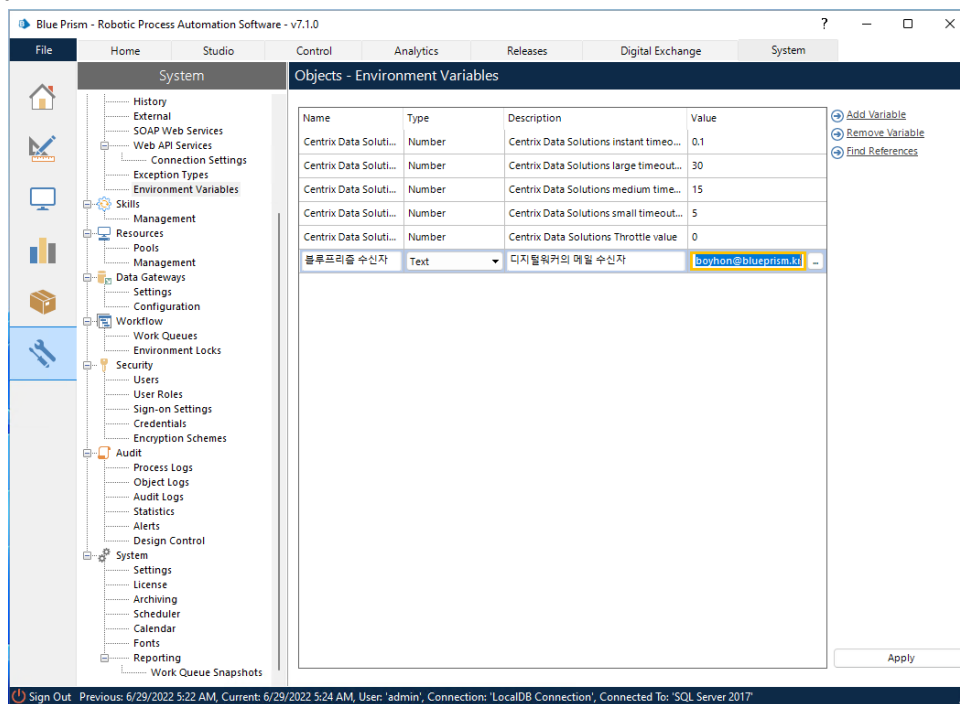 Blue Prism - Robotic Process Automation Software - v7.1.0
File Home Studio Control Analytics Releases Digital Exchange System
System
Objects - Environment Variables
History
External
SOAP Web Services
Web API Services
Connection Settings
Exception Types
Environment Variables
Skills
Management
Resources
Pools
Management
Data Gateways
Settings
Configuration
Workflow
Work Queues
Environment Locks
Security
Users
User Roles
Sign-on Settings
Credentials
Encryption Schemes
Audit
Process Logs
Object Logs
Audit Logs
Statistics
Alerts
Design Control
System
Settings
License
Archiving
Scheduler
Calendar
Fonts
Reporting
Work Queue Snapshots
Name Type Description Value
Centrix Data Soluti... Number Centrix Data Solutions instant timeo... 0.1
Centrix Data Soluti... Number Centrix Data Solutions large timeout... 30
Centrix Data Soluti... Number Centrix Data Solutions medium time... 15
Centrix Data Soluti... Number Centrix Data Solutions small timeout... 5
Centrix Data Soluti... Number Centrix Data Solutions Throttle value 0
블루프리즘 수신자 Text 디지털워커의 메일 수신자 boyhon@blueprism.kr ...
Add Variable
Remove Variable
Find References
Apply
Sign Out Previous: 6/29/2022 5:22 AM, Current: 6/29/2022 5:24 AM, User: 'admin', Connection: 'LocalDB Connection', Connected To: 'SQL Server 2017'